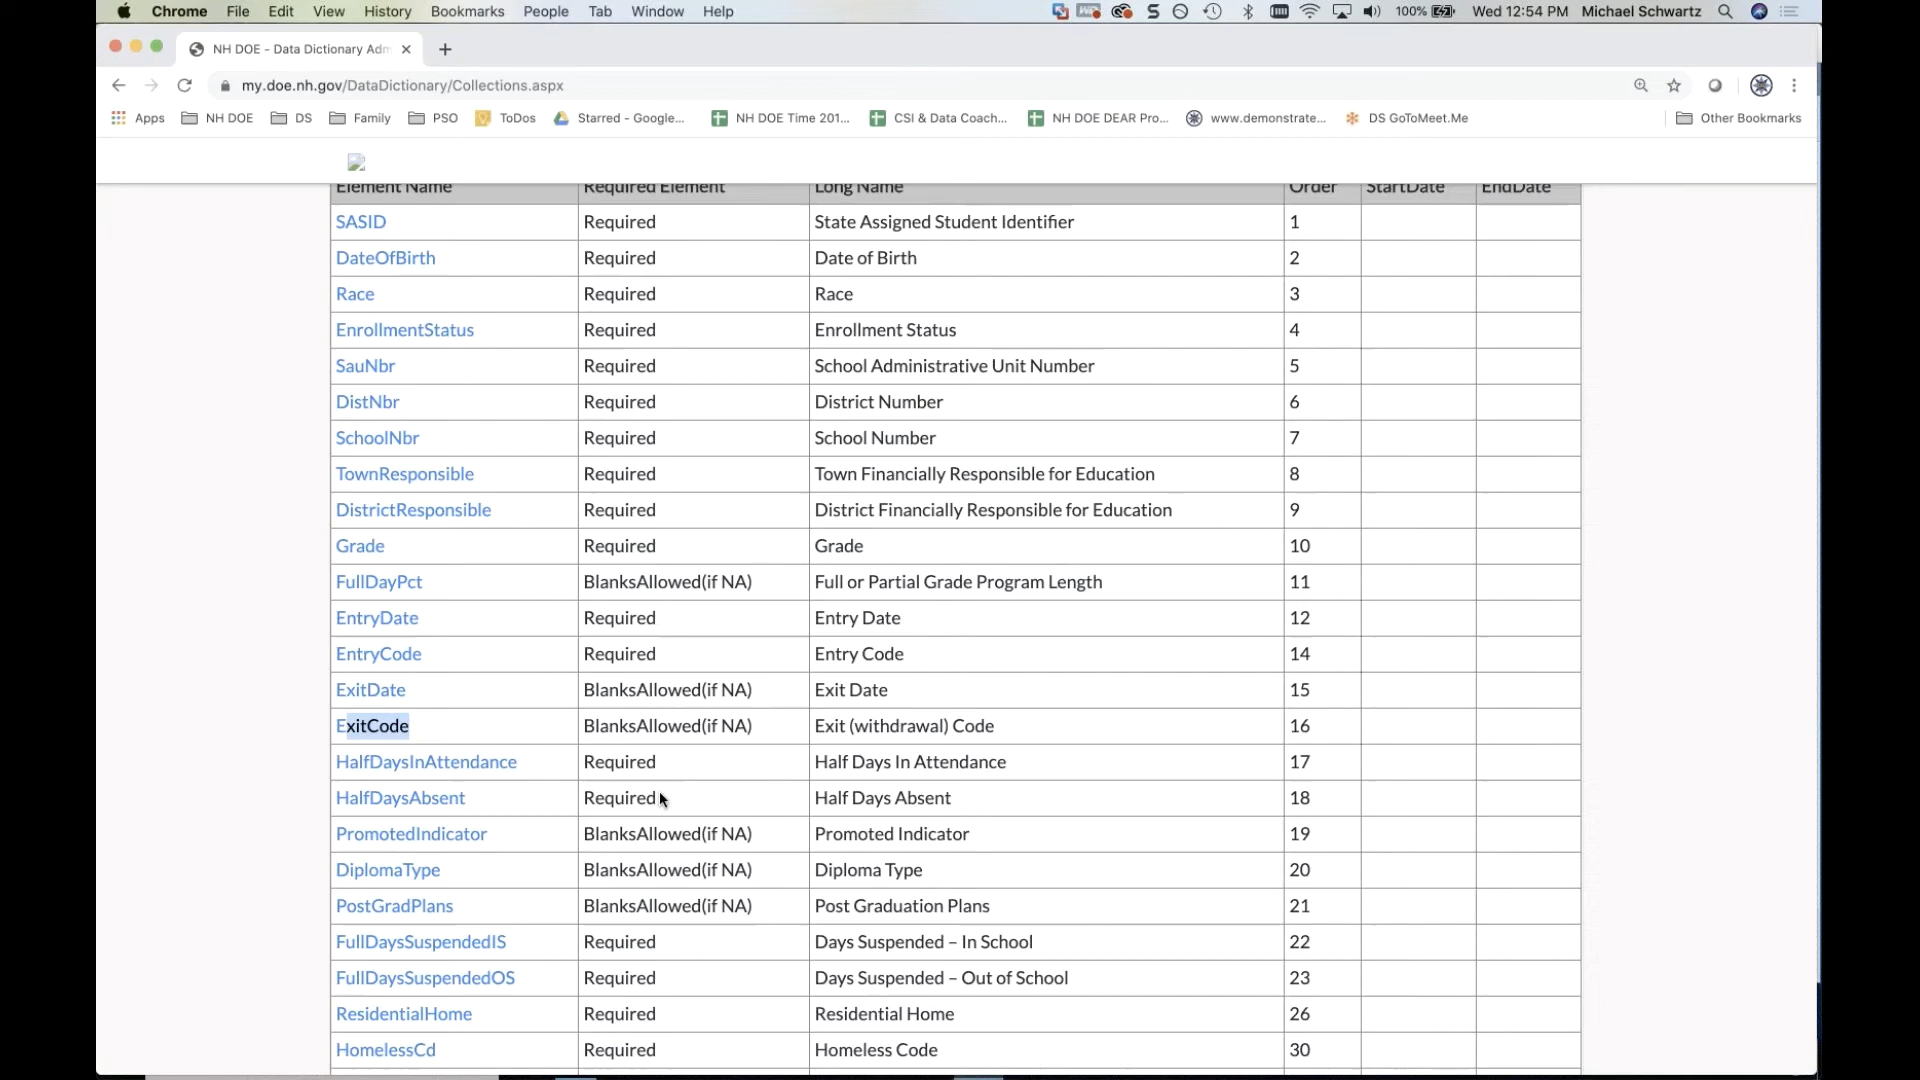 Chrome File Edit View History Bookmarks People Tab Window Help 100% Wed 12:54 PM Michael Schwartz
NH DOE - Data Dictionary Adm
my.doe.nh.gov/DataDictionary/Collections.aspx
Apps NH DOE DS Family PSO ToDos Starred - Google... NH DOE Time 201... CSI & Data Coach... NH DOE DEAR Pro... www.demonstrate... DS GoToMeet.Me Other Bookmarks
Element Name Required Element Long Name Order StartDate EndDate
SASID Required State Assigned Student Identifier 1
DateOfBirth Required Date of Birth 2
Race Required Race 3
EnrollmentStatus Required Enrollment Status 4
SauNbr Required School Administrative Unit Number 5
DistNbr Required District Number 6
SchoolNbr Required School Number 7
TownResponsible Required Town Financially Responsible for Education 8
DistrictResponsible Required District Financially Responsible for Education 9
Grade Required Grade 10
FullDayPct BlanksAllowed(if NA) Full or Partial Grade Program Length 11
EntryDate Required Entry Date 12
EntryCode Required Entry Code 14
ExitDate BlanksAllowed(if NA) Exit Date 15
ExitCode BlanksAllowed(if NA) Exit (withdrawal) Code 16
HalfDaysInAttendance Required Half Days In Attendance 17
HalfDaysAbsent Required Half Days Absent 18
PromotedIndicator BlanksAllowed(if NA) Promoted Indicator 19
DiplomaType BlanksAllowed(if NA) Diploma Type 20
PostGradPlans BlanksAllowed(if NA) Post Graduation Plans 21
FullDaysSuspendedIS Required Days Suspended – In School 22
FullDaysSuspendedOS Required Days Suspended – Out of School 23
ResidentialHome Required Residential Home 26
HomelessCd Required Homeless Code 30